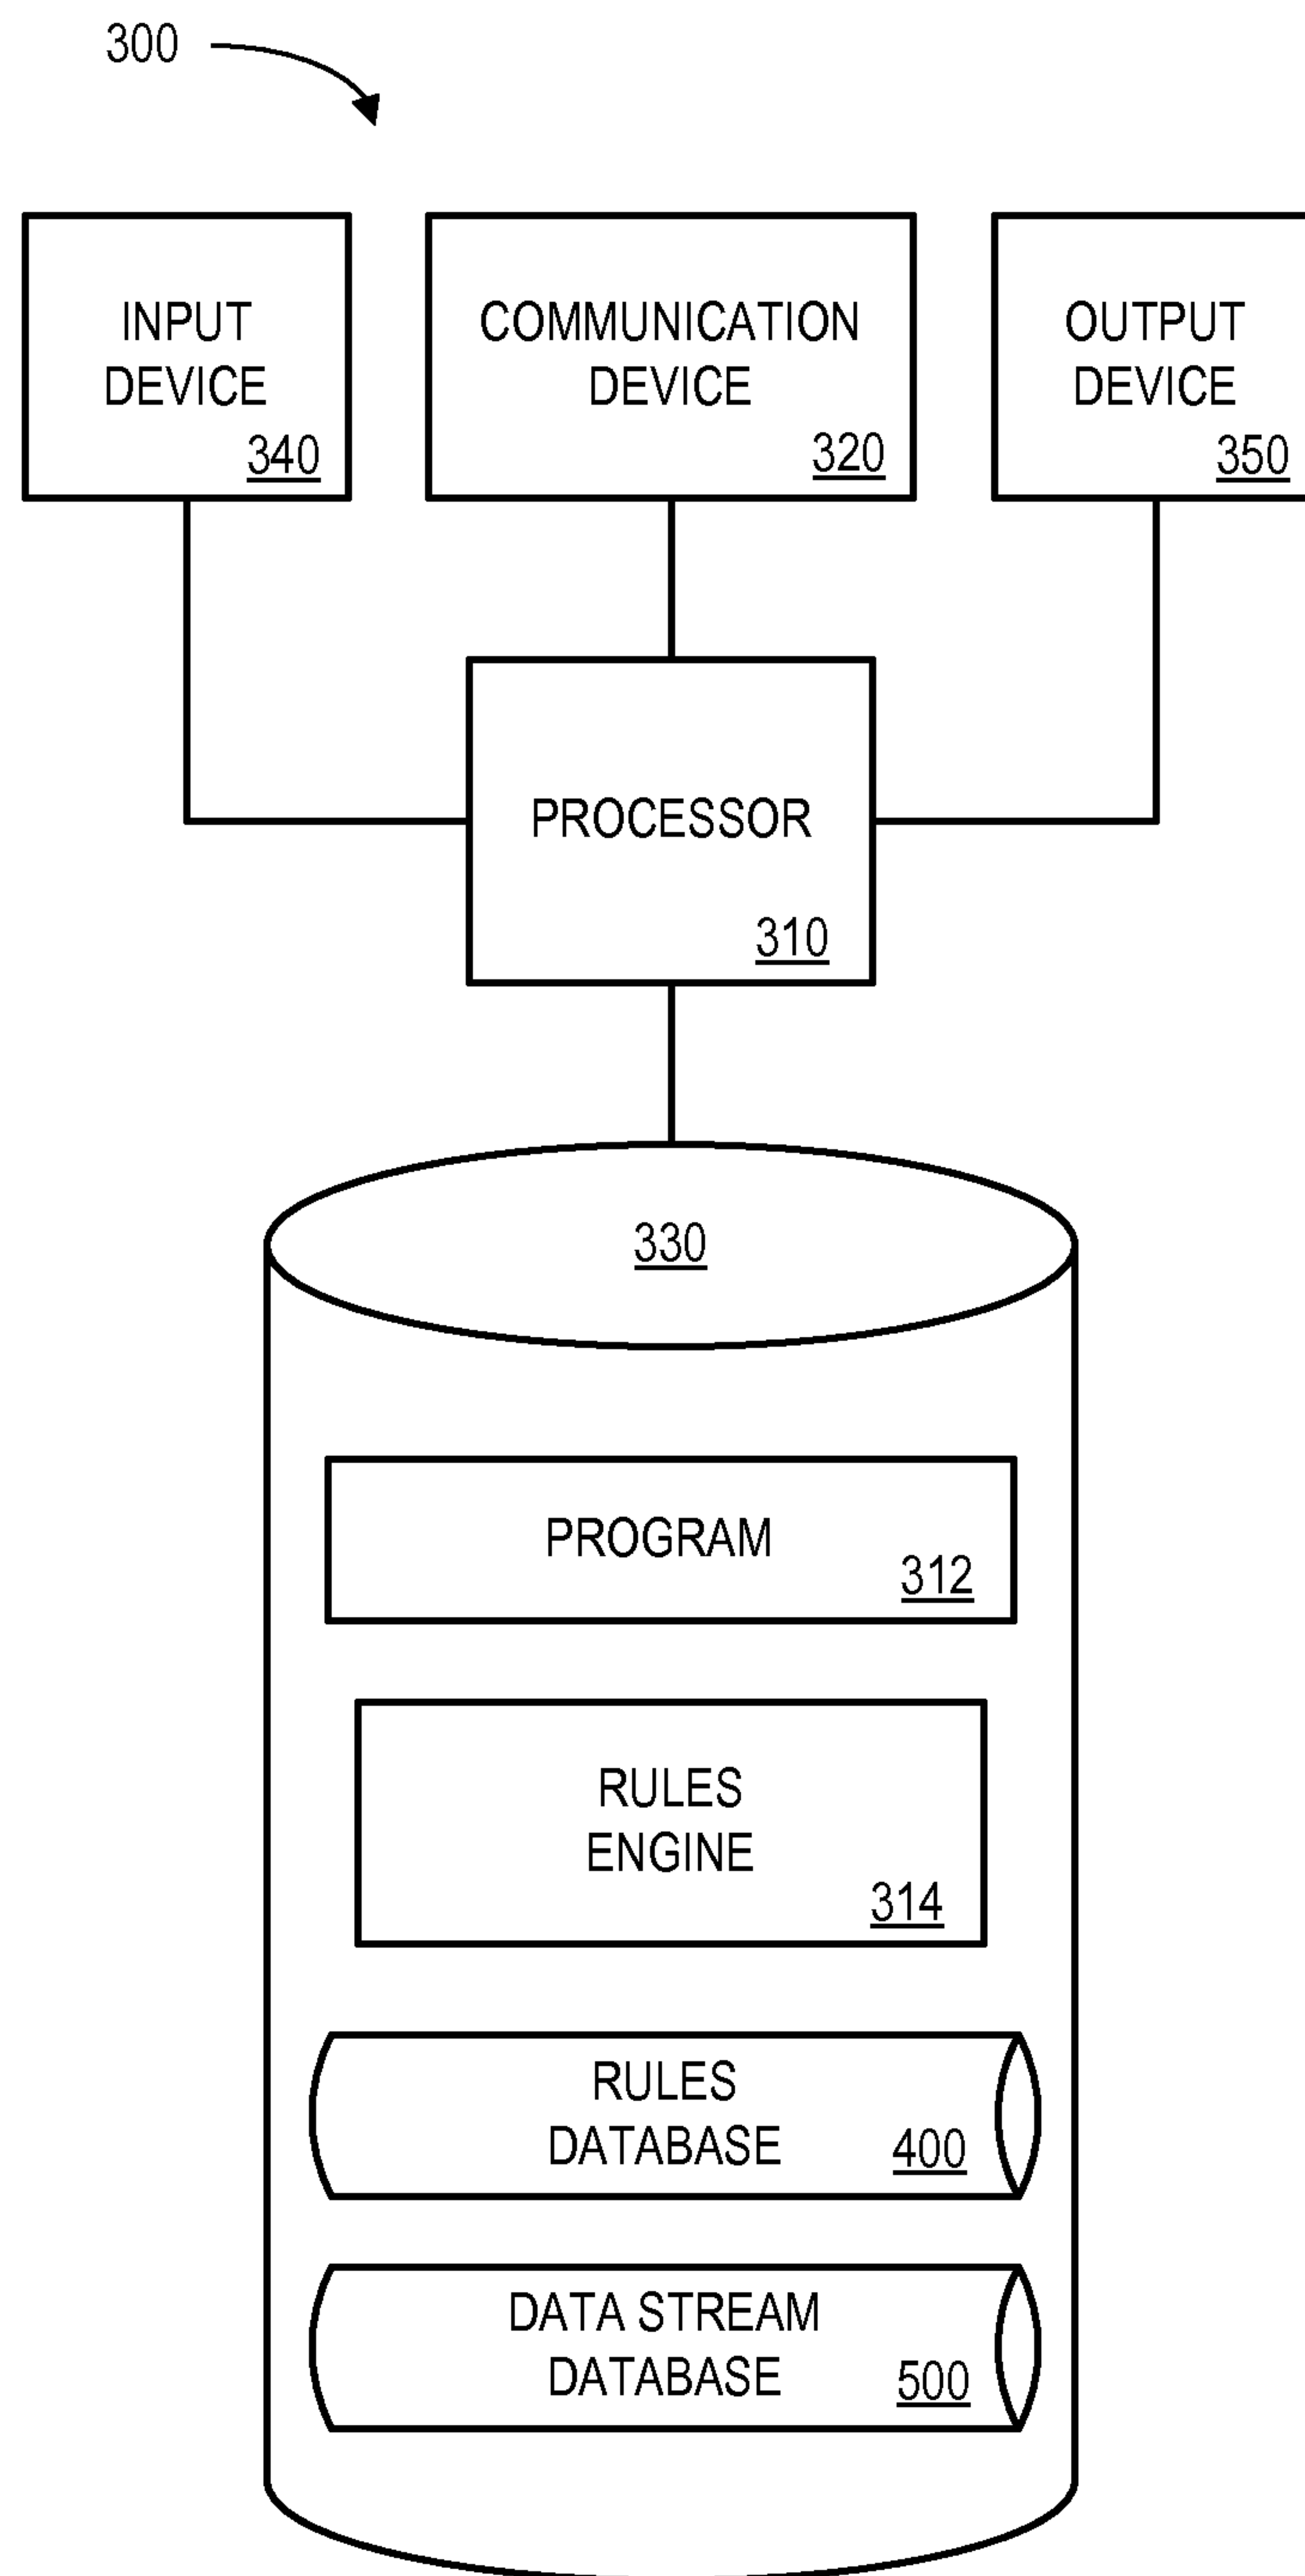 300
INPUT
DEVICE
340
COMMUNICATION
DEVICE
320
OUTPUT
DEVICE
350
PROCESSOR
310
330
PROGRAM
312
RULES
ENGINE
314
RULES
DATABASE
400
DATA STREAM
DATABASE
500